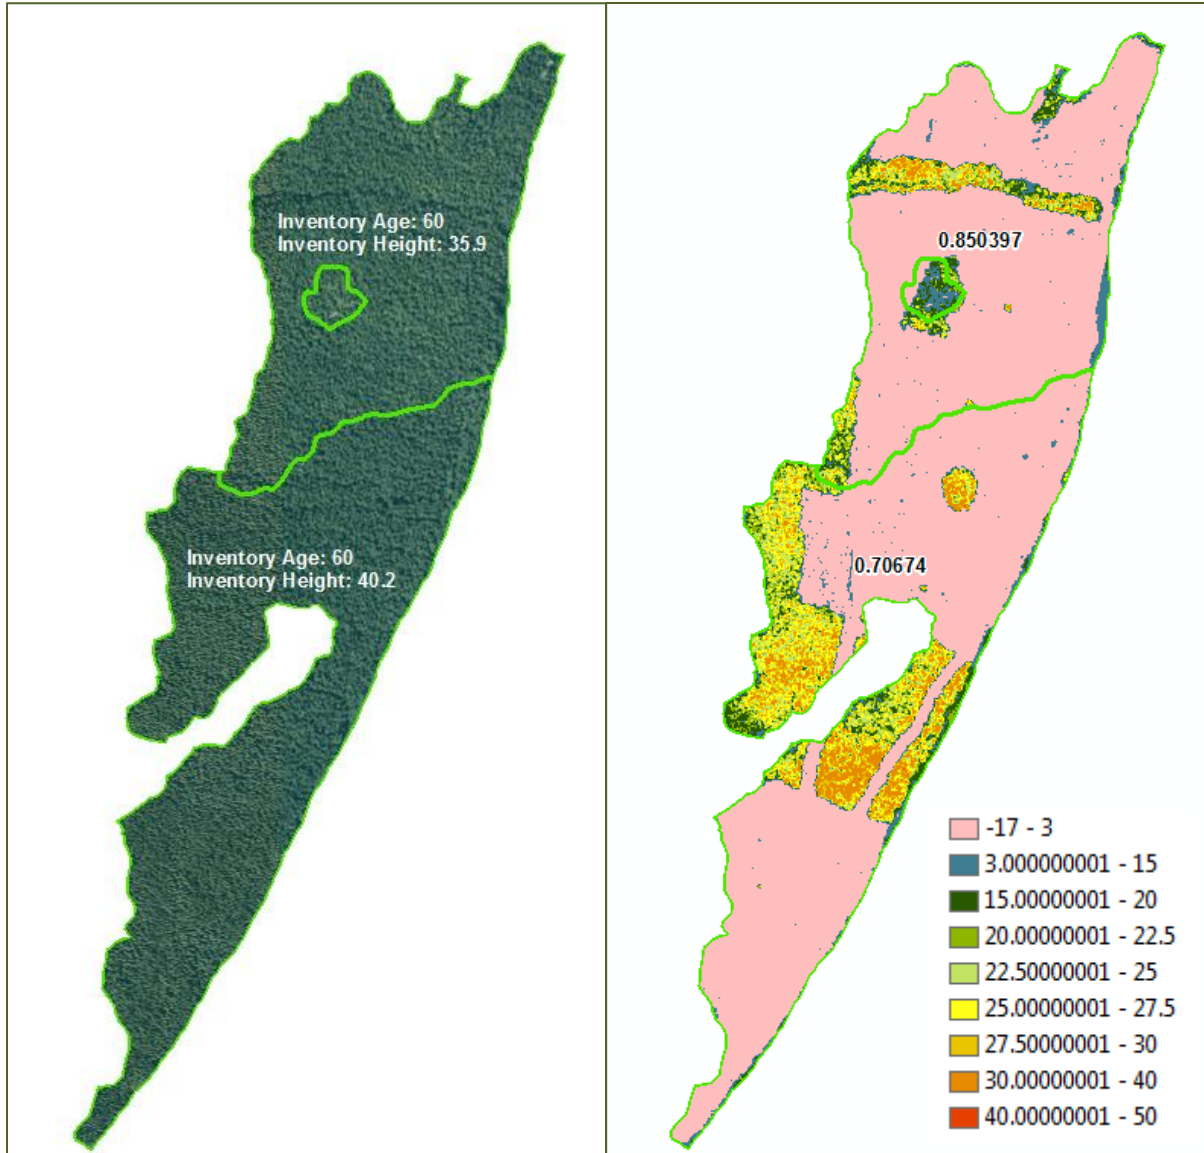 Inventory Age: 60
Inventory Height: 35.9
Inventory Age: 60
Inventory Height: 40.2
0.850397
0.70674
-17 - 3
3.000000001 - 15
15.00000001 - 20
20.00000001 - 22.5
22.50000001 - 25
25.00000001 - 27.5
27.50000001 - 30
30.00000001 - 40
40.00000001 - 50